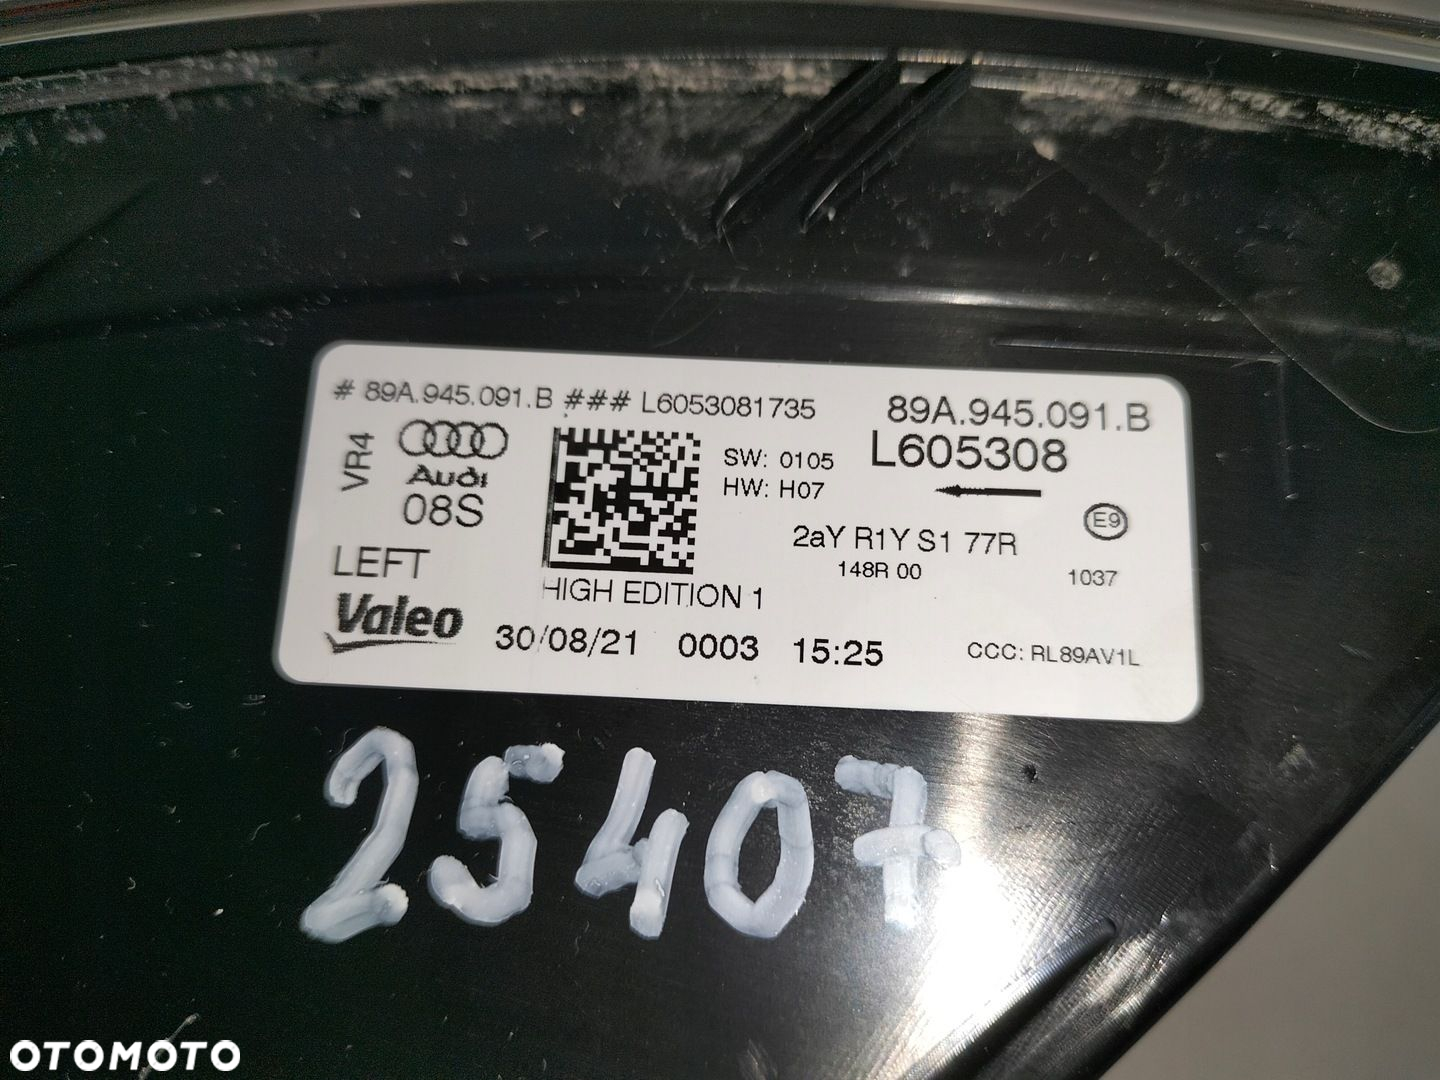 # 89A.945.091.B ### L6053081735
89A.945.091.B
L605308
VR4
Audi
08S
SW: 0105
HW: H07
E9
2aY R1Y S1 77R
148R 00
1037
LEFT
HIGH EDITION 1
Valeo
30/08/21 0003 15:25
CCC: RL89AV1L
25407
OTOMOTO